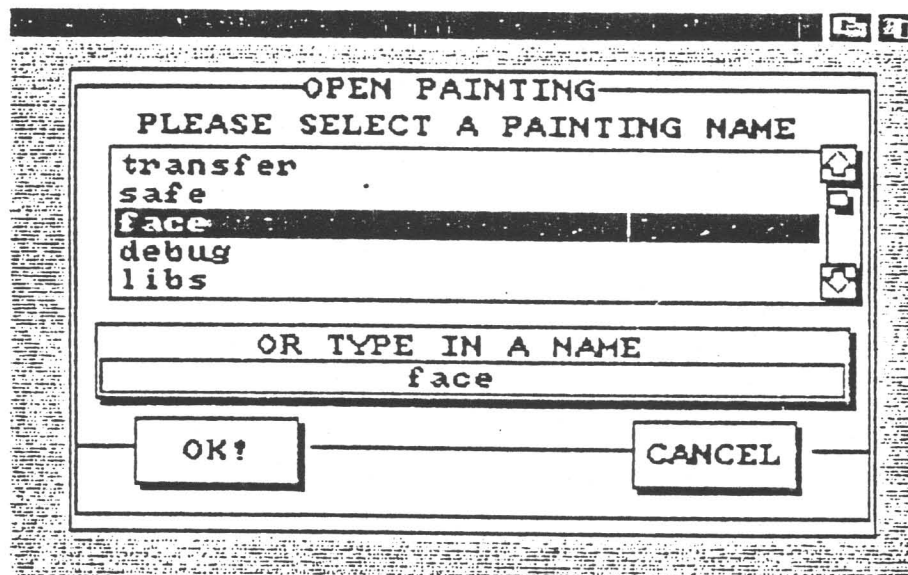 OPEN PAINTING
PLEASE SELECT A PAINTING NAME
transfer
safe
face
debug
libs
OR TYPE IN A NAME
face
OK!
CANCEL